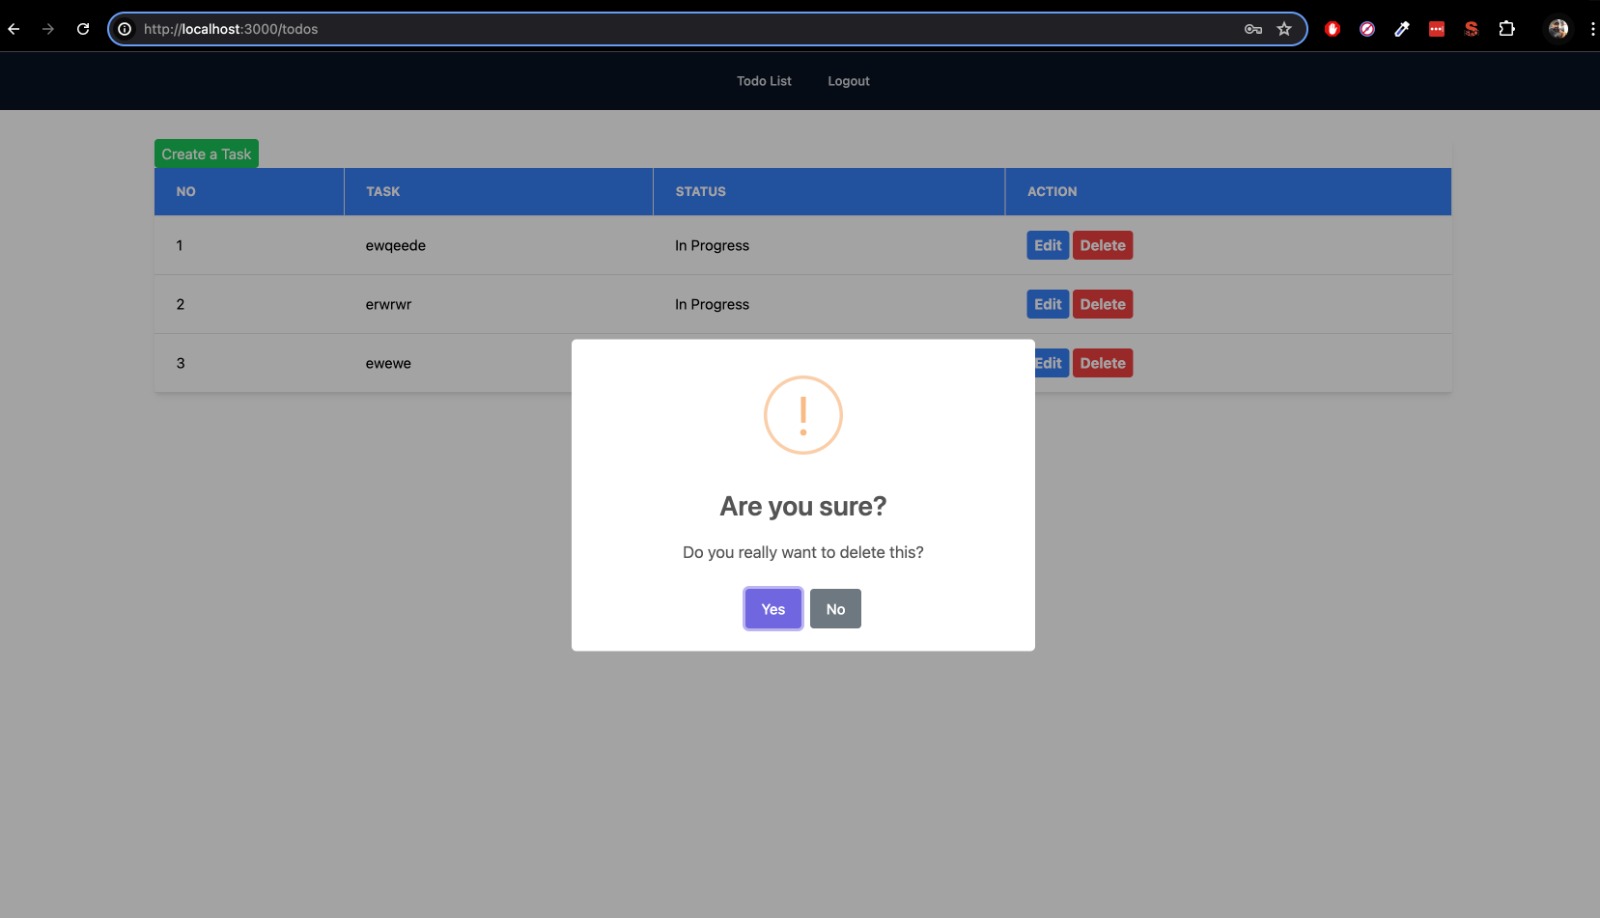 http://localhost:3000/todos
Todo List Logout
Create a Task
NO TASK STATUS ACTION
1 ewqeede In Progress Edit Delete
2 erwrwr In Progress Edit Delete
3 ewewe Edit Delete
!
Are you sure?
Do you really want to delete this?
Yes No